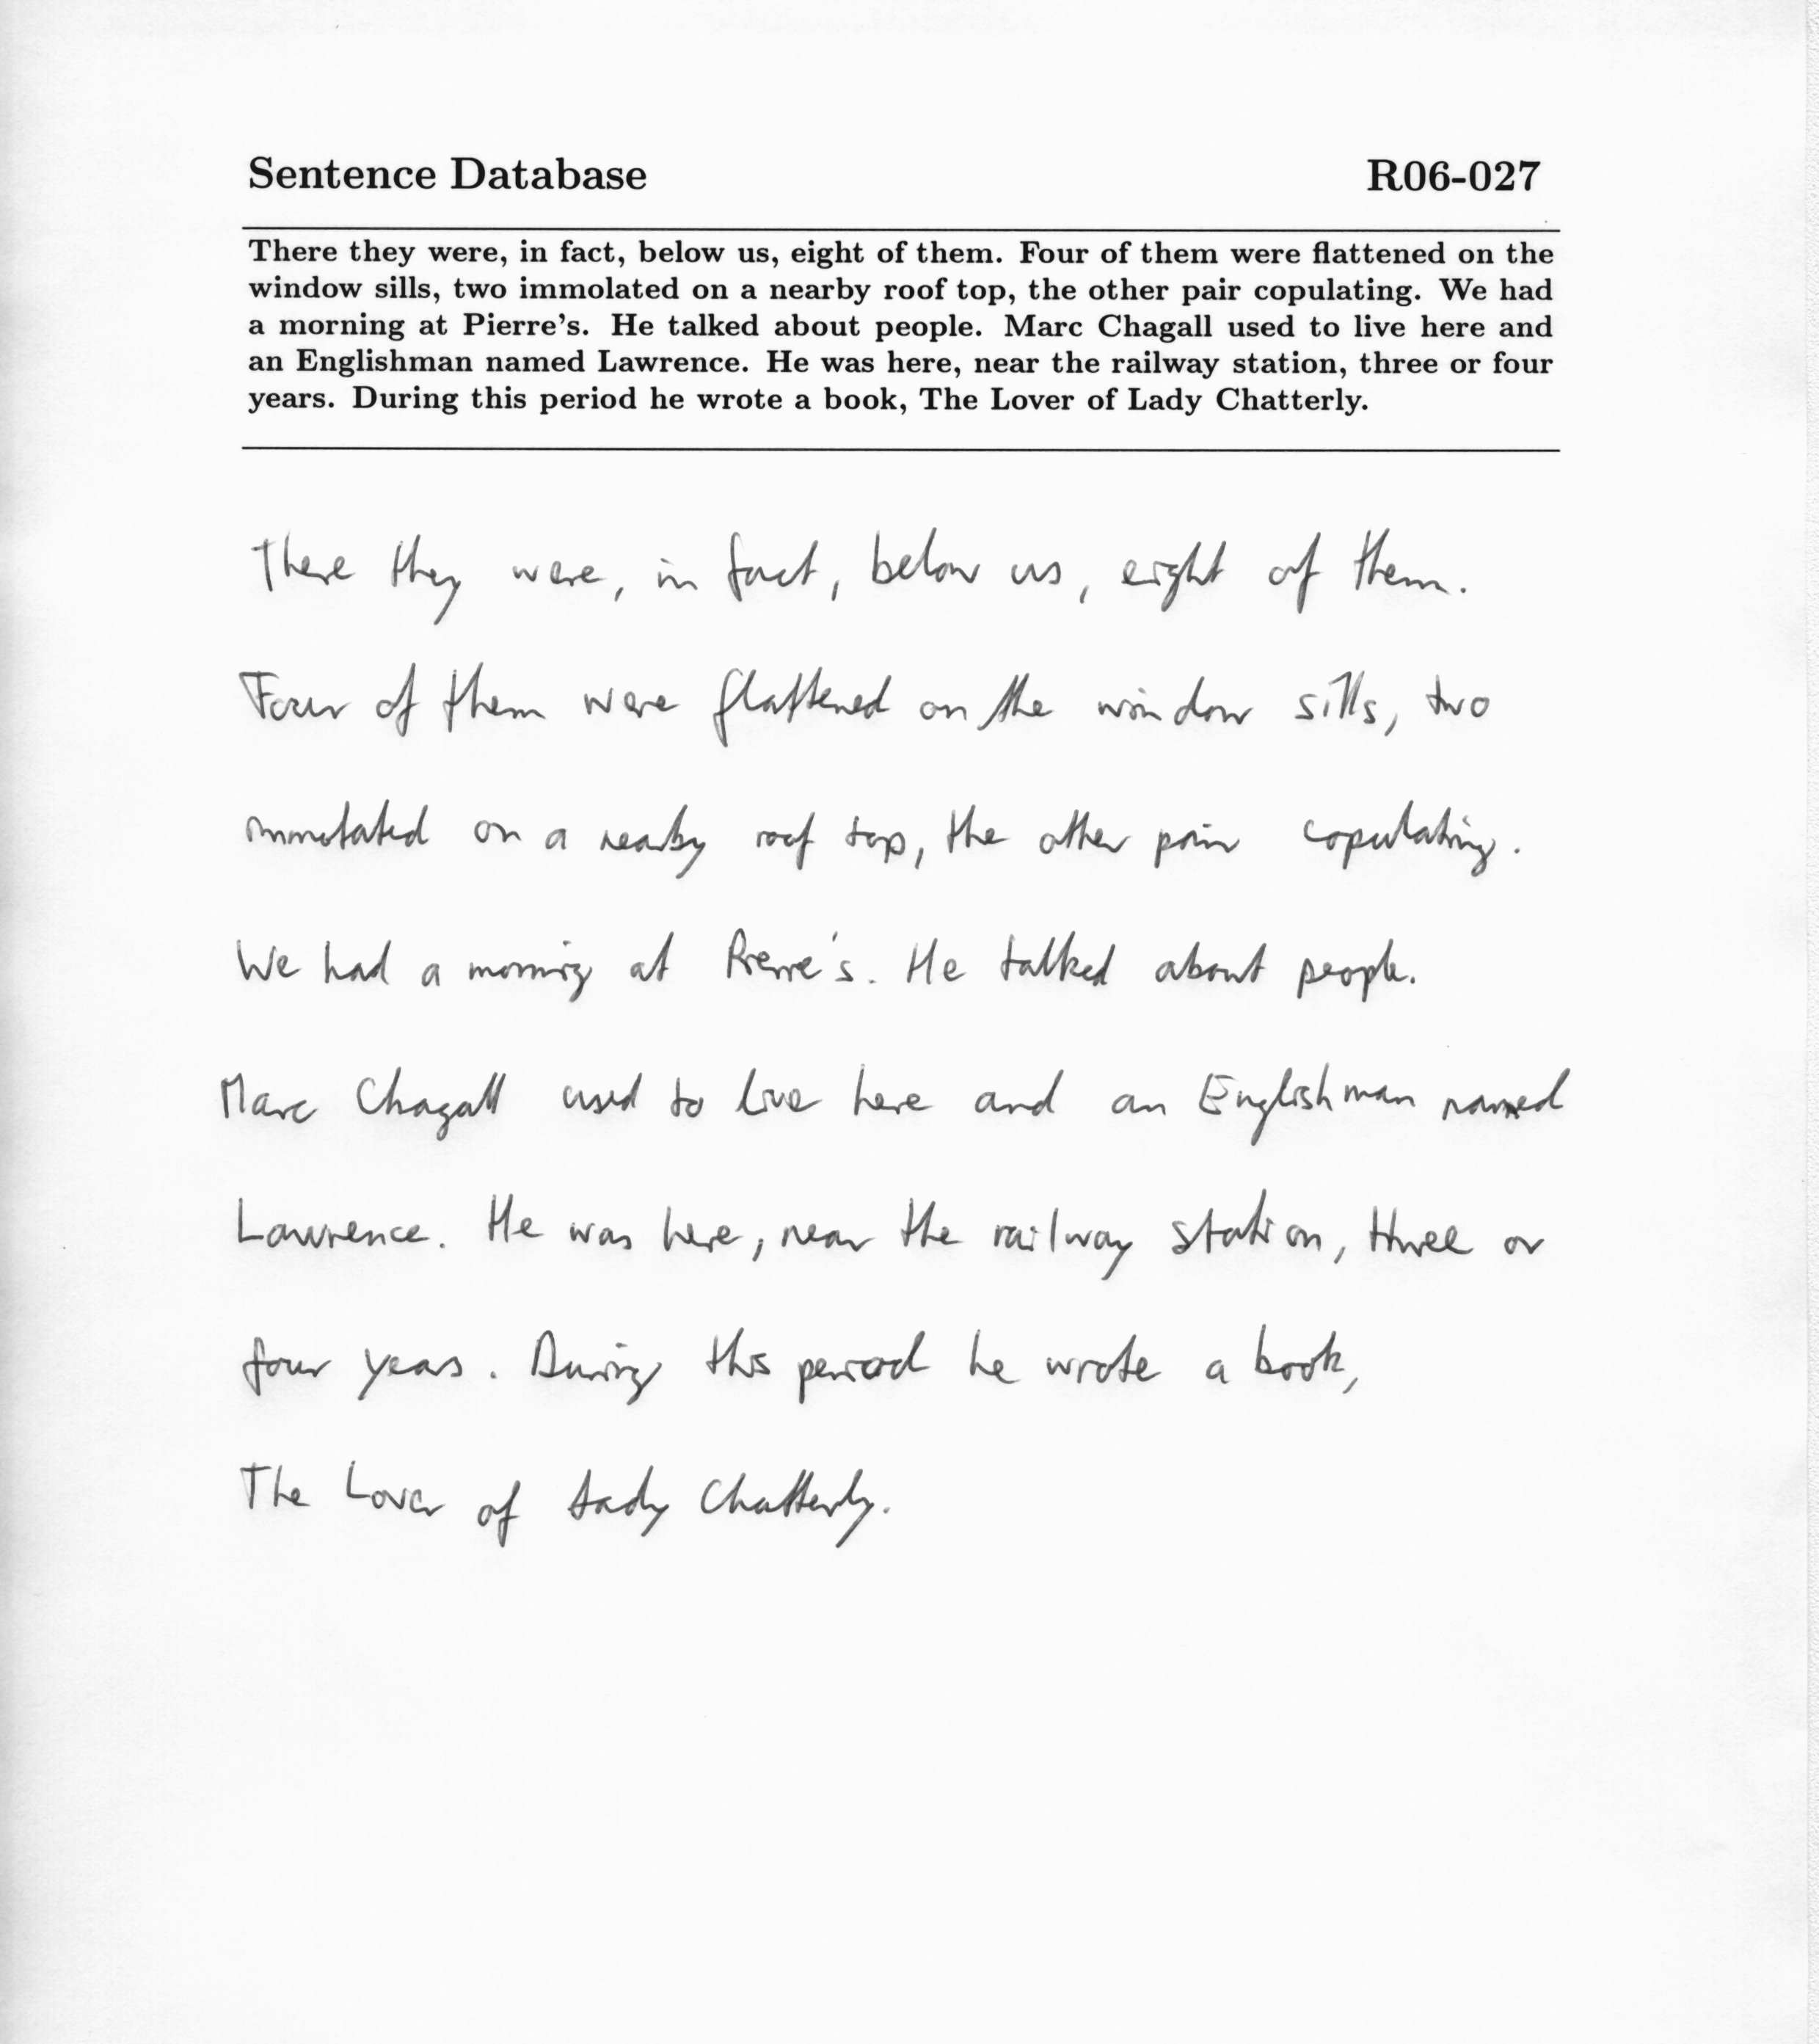 Sentence Database R06-027
There they were, in fact, below us, eight of them. Four of them were flattened on the
window sills, two immolated on a nearby roof top, the other pair copulating. We had
a morning at Pierre's. He talked about people. Marc Chagall used to live here and
an Englishman named Lawrence. He was here, near the railway station, three or four
years. During this period he wrote a book, The Lover of Lady Chatterly.
There they were, in fact, below us, eight of them.
Four of them were flattened on the window sills, two
immolated on a nearby roof top, the other pair copulating.
We had a morning at Pierre's. He talked about people.
Marc Chagall used to live here and an Englishman named
Lawrence. He was here, near the railway station, three or
four years. During this period he wrote a book,
The Lover of Lady Chatterly.